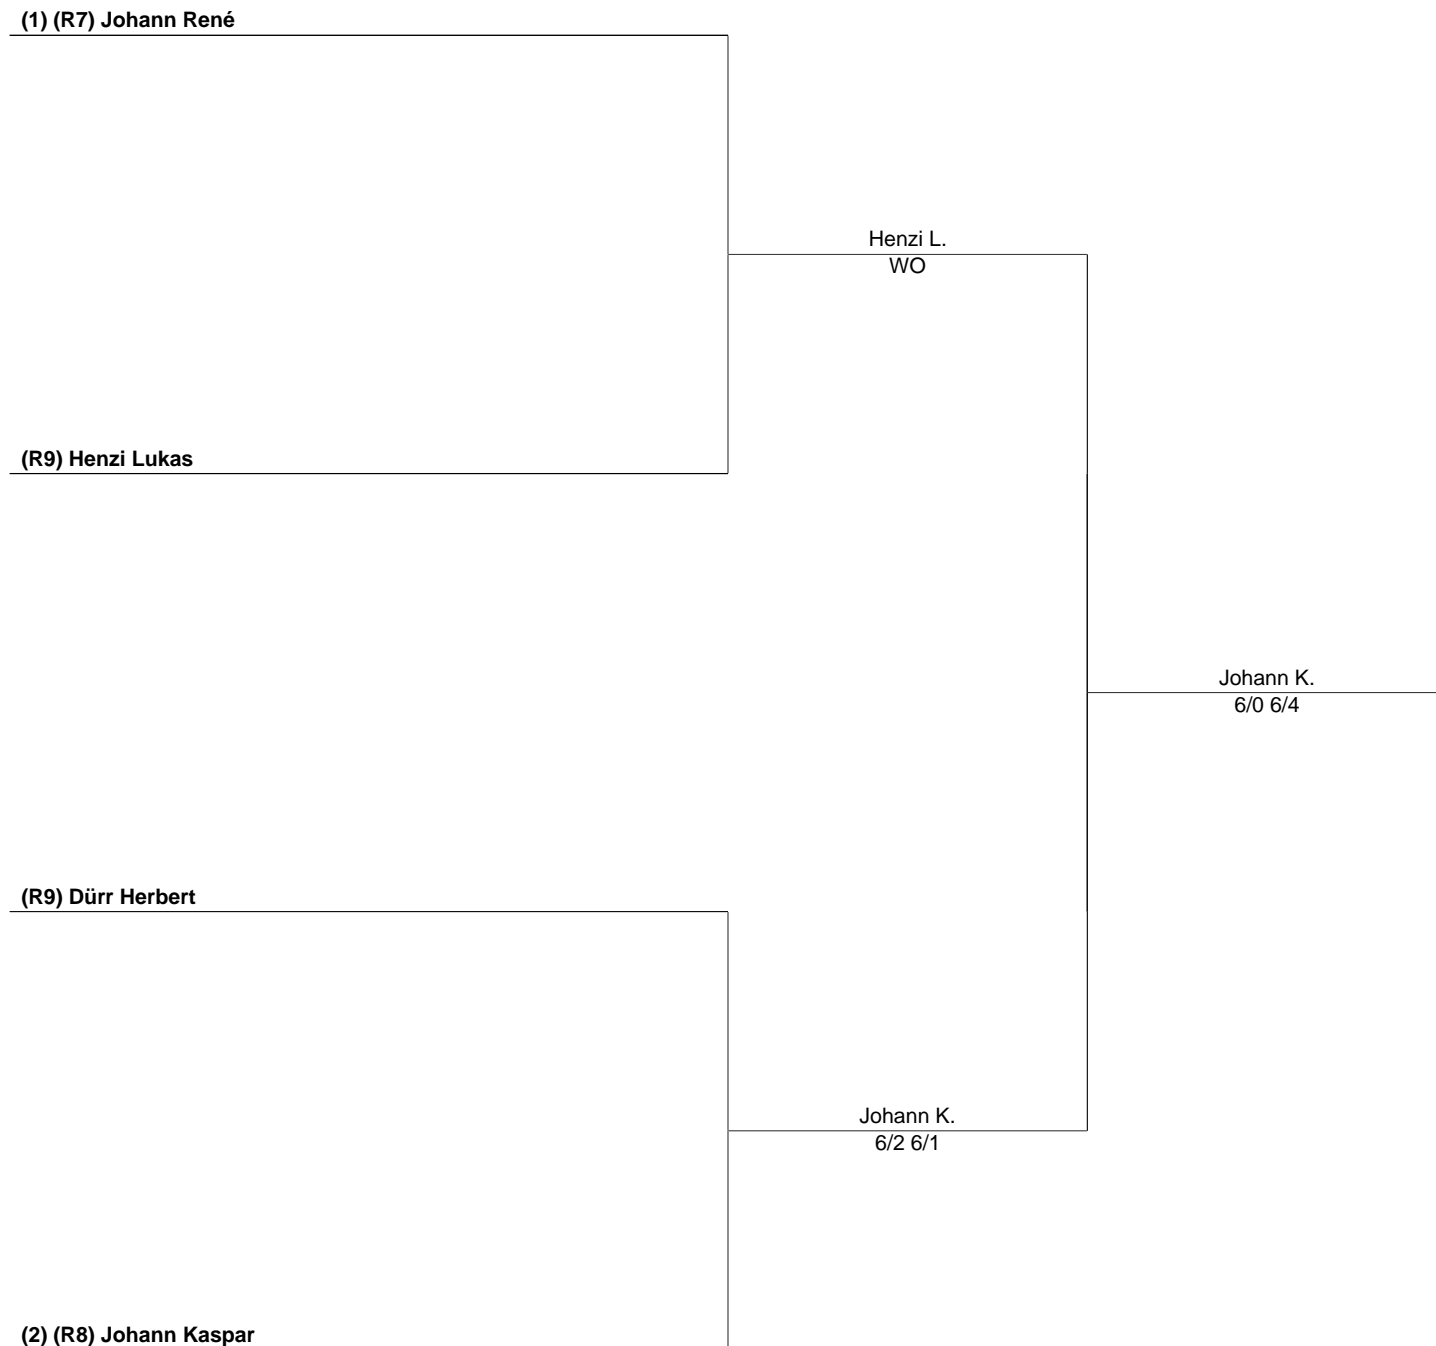 (1) (R7) Johann René
Henzi L.
WO
(R9) Henzi Lukas
Johann K.
6/0 6/4
(R9) Dürr Herbert
Johann K.
6/2 6/1
(2) (R8) Johann Kaspar